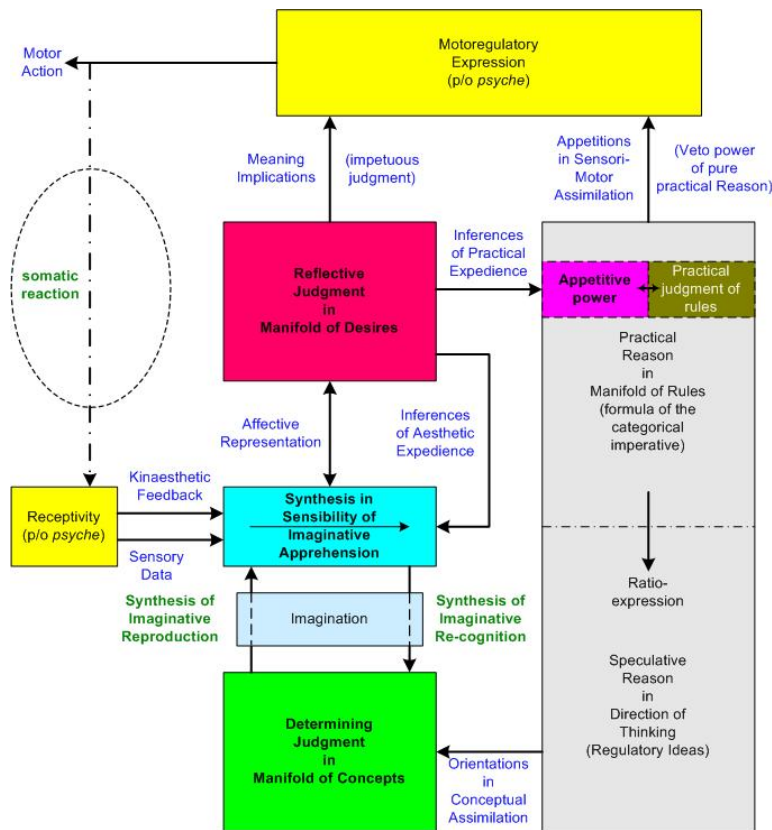 Motoregulatory
Expression
(p/o psyche)
Motor
Action
Meaning
Implications
(impetuous
judgment)
Appetitions
in Sensori-
Motor
Assimilation
(Veto power
of pure
practical Reason)
somatic
reaction
Reflective
Judgment
in
Manifold of Desires
Inferences
of Practical
Expedience
Appetitive
power
Practical
judgment of
rules
Practical
Reason
in
Manifold of Rules
(formula of the
categorical
imperative)
Affective
Representation
Inferences
of Aesthetic
Expedience
Kinaesthetic
Feedback
Receptivity
(p/o psyche)
Sensory
Data
Synthesis in
Sensibility of
Imaginative
Apprehension
Synthesis of
Imaginative
Reproduction
Imagination
Synthesis of
Imaginative
Re-cognition
Ratio-
expression
Speculative
Reason
in
Direction of
Thinking
(Regulatory Ideas)
Determining
Judgment
in
Manifold of Concepts
Orientations
in
Conceptual
Assimilation